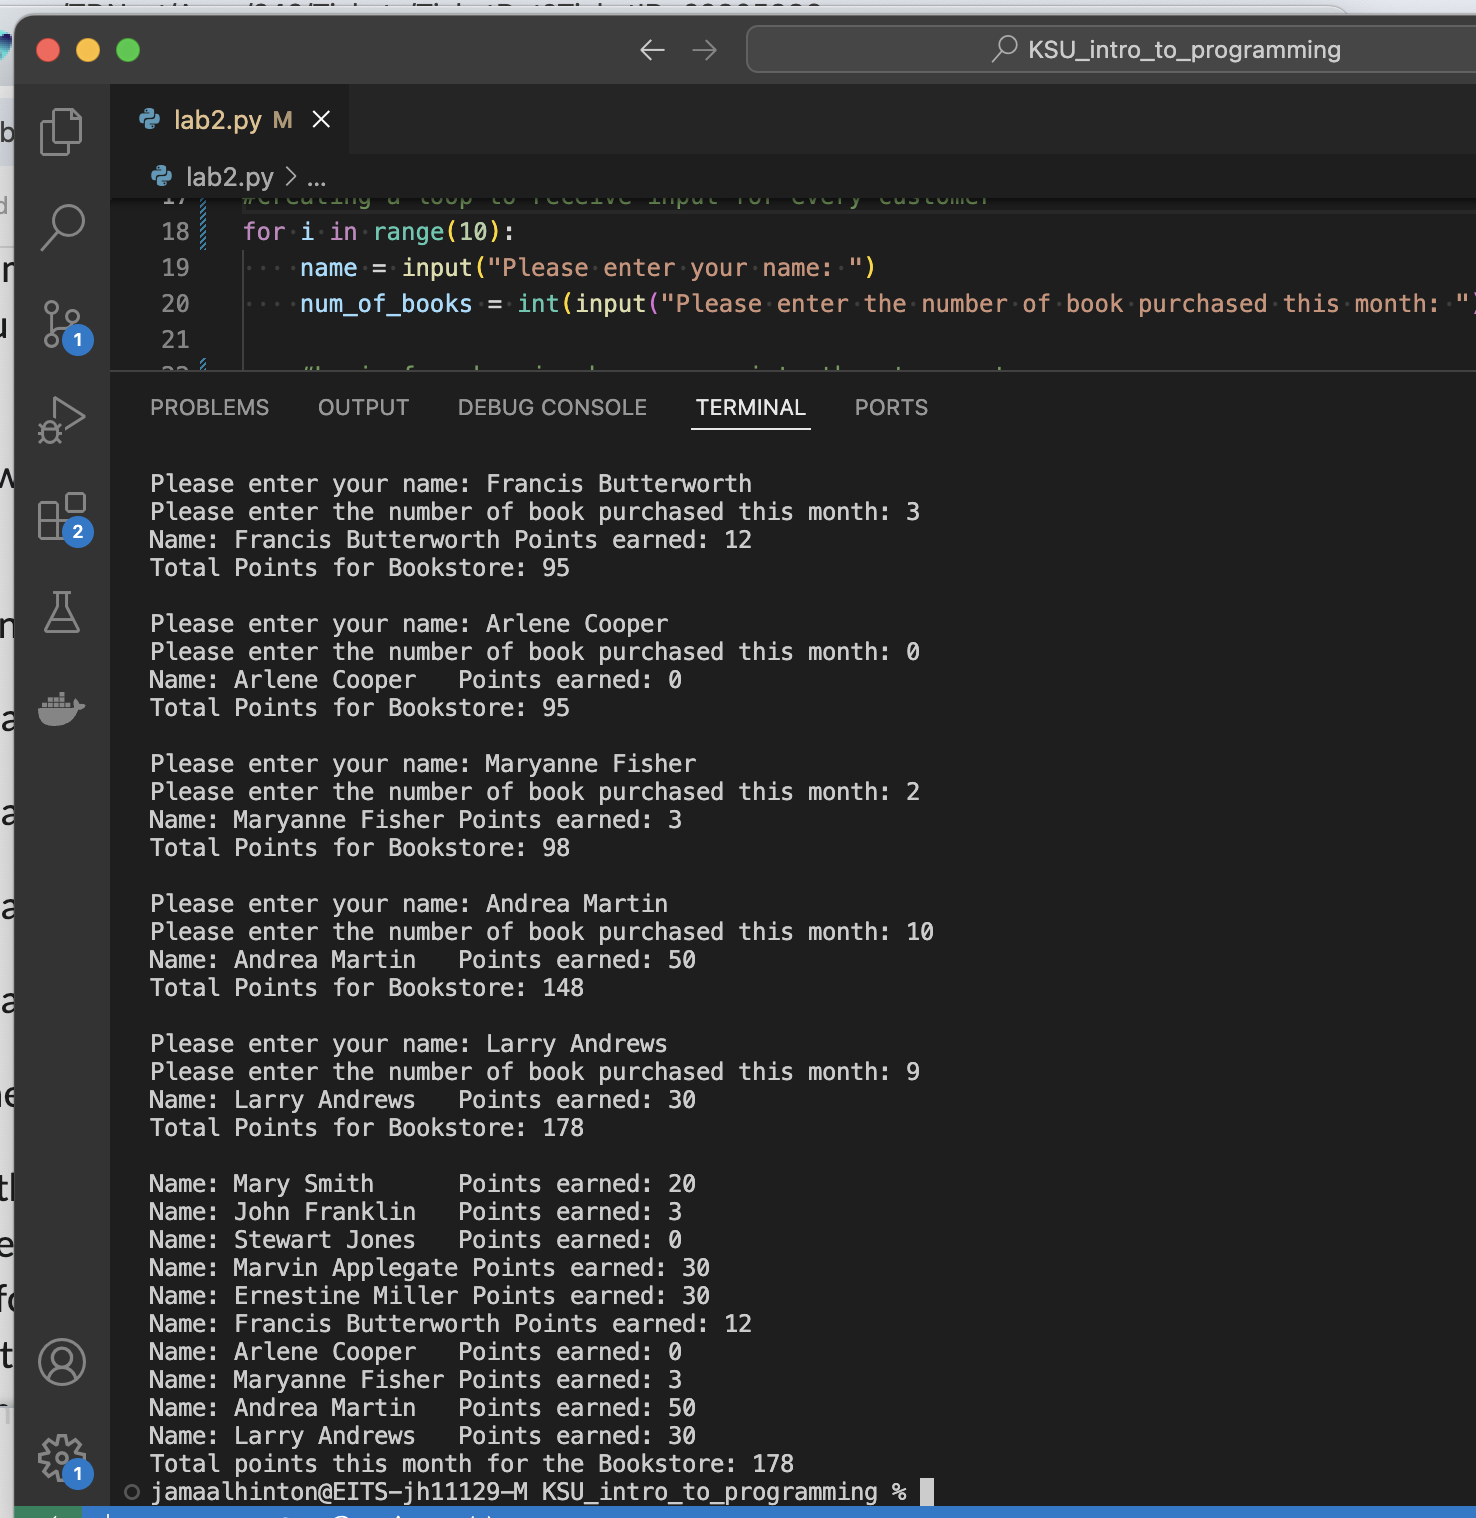 KSU_intro_to_programming
lab2.py M
lab2.py > ...
17 #creating a loop to receive input for every customer
18 for i in range(10):
19 name = input("Please enter your name: ")
20 num_of_books = int(input("Please enter the number of book purchased this month: ")
21
22
PROBLEMS OUTPUT DEBUG CONSOLE TERMINAL PORTS
Please enter your name: Francis Butterworth
Please enter the number of book purchased this month: 3
Name: Francis Butterworth Points earned: 12
Total Points for Bookstore: 95
Please enter your name: Arlene Cooper
Please enter the number of book purchased this month: 0
Name: Arlene Cooper Points earned: 0
Total Points for Bookstore: 95
Please enter your name: Maryanne Fisher
Please enter the number of book purchased this month: 2
Name: Maryanne Fisher Points earned: 3
Total Points for Bookstore: 98
Please enter your name: Andrea Martin
Please enter the number of book purchased this month: 10
Name: Andrea Martin Points earned: 50
Total Points for Bookstore: 148
Please enter your name: Larry Andrews
Please enter the number of book purchased this month: 9
Name: Larry Andrews Points earned: 30
Total Points for Bookstore: 178
Name: Mary Smith Points earned: 20
Name: John Franklin Points earned: 3
Name: Stewart Jones Points earned: 0
Name: Marvin Applegate Points earned: 30
Name: Ernestine Miller Points earned: 30
Name: Francis Butterworth Points earned: 12
Name: Arlene Cooper Points earned: 0
Name: Maryanne Fisher Points earned: 3
Name: Andrea Martin Points earned: 50
Name: Larry Andrews Points earned: 30
Total points this month for the Bookstore: 178
jamaalhinton@EITS-jh11129-M KSU_intro_to_programming %
1
2
1